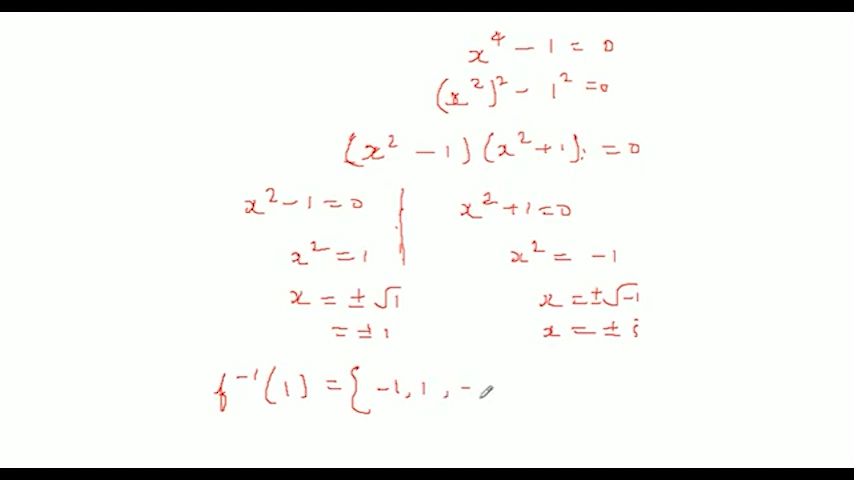 x⁴ - 1 = 0
(x²)² - 1² = 0
(x² - 1) (x² + 1) = 0
x² - 1 = 0 | x² + 1 = 0
x² = 1 | x² = -1
x = ± √1 x = ± √-1
= ± 1 x = ± i
f⁻¹(1) = { -1, 1, -